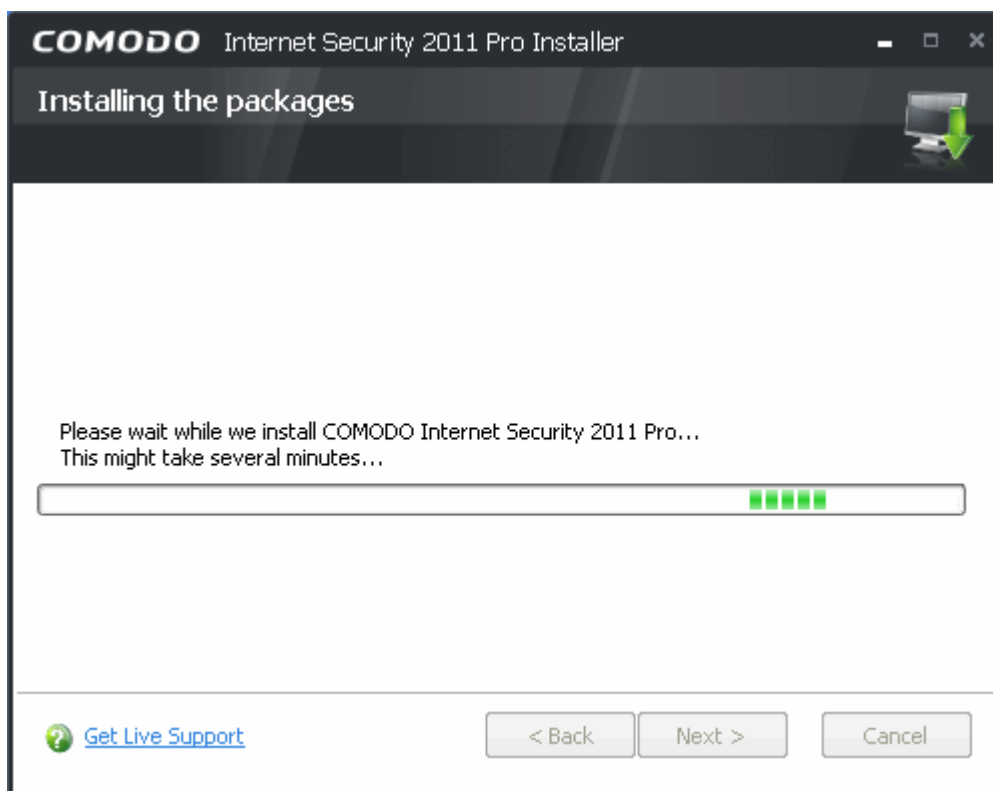 COMODO Internet Security 2011 Pro Installer
Installing the packages
Please wait while we install COMODO Internet Security 2011 Pro...
This might take several minutes...
Get Live Support
< Back
Next >
Cancel